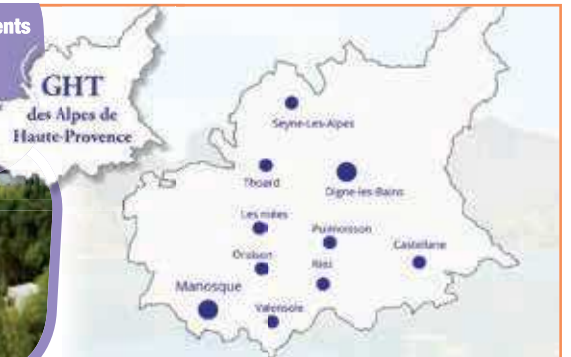 ents
GHT
des Alpes de
Haute-Provence
Seyne-Les-Alpes
Thoard
Digne-les-Bains
Les mées
Puimoisson
Castellane
Oraison
Riez
Manosque
Valensole